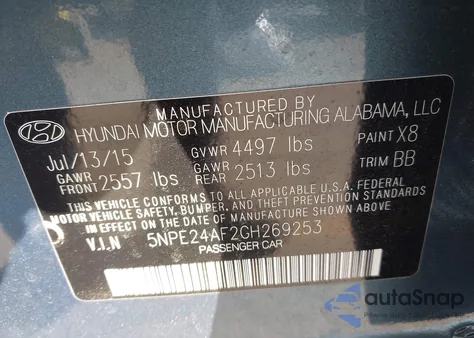 MANUFACTURED BY
HYUNDAI MOTOR MANUFACTURING ALABAMA, LLC
Jul/13/15 GVWR 4497 lbs PAINT X8
GAWR FRONT 2557 lbs GAWR REAR 2513 lbs TRIM BB
THIS VEHICLE CONFORMS TO ALL APPLICABLE U.S.A. FEDERAL
MOTOR VEHICLE SAFETY, BUMPER, AND THEFT PREVENTION
STANDARDS IN EFFECT ON THE DATE OF MANUFACTURE SHOWN ABOVE.
V.I.N 5NPE24AF2GH269253
PASSENGER CAR
autoSnap